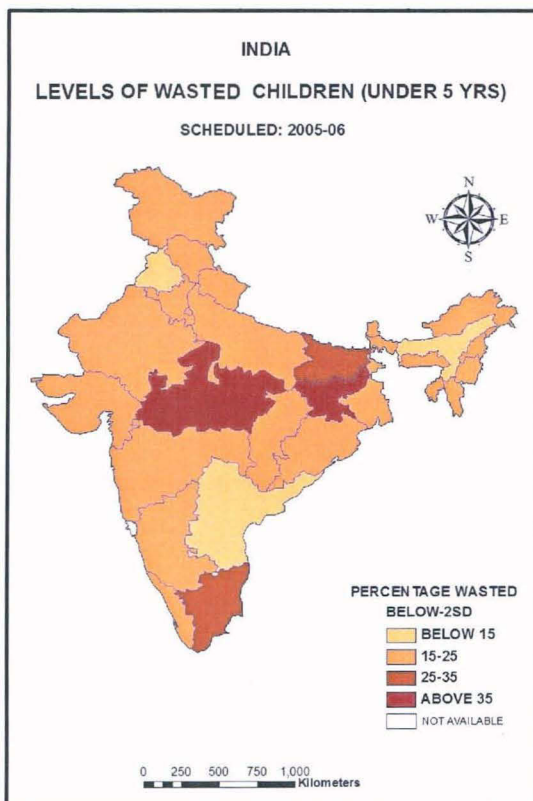 INDIA
LEVELS OF WASTED CHILDREN (UNDER 5 YRS)
SCHEDULED: 2005-06
N
W E
S
PERCENTAGE WASTED
BELOW-2SD
BELOW 15
15-25
25-35
ABOVE 35
NOT AVAILABLE
0 250 500 750 1,000
Kilometers